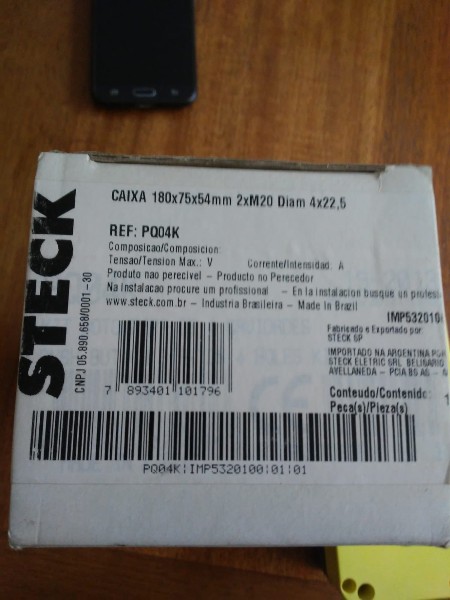 STECK
CNPJ 05.890.658/0001-30
CAIXA 180x75x54mm 2xM20 Diam 4x22,5
REF: PQ04K
Composicao/Composicion:
Tensao/Tension Max.: V Corrente/Intensidad: A
Produto nao perecivel - Producto no Perecedor
Na instalacao procure um profissional - En la instalacion busque un profesi
www.steck.com.br - Industria Brasileira - Made In Brazil
IMP5320100
Fabricado e Exportado por:
STECK SP
IMPORTADO NA ARGENTINA POR
STECK ELETRIC SRL BELISARIO
AVELLANEDA - PCIA BS AS -
Conteudo/Contenido: 1
Peca(s)/Pieza(s)
7 893401 101796
PQ04K:IMP5320100:01:01